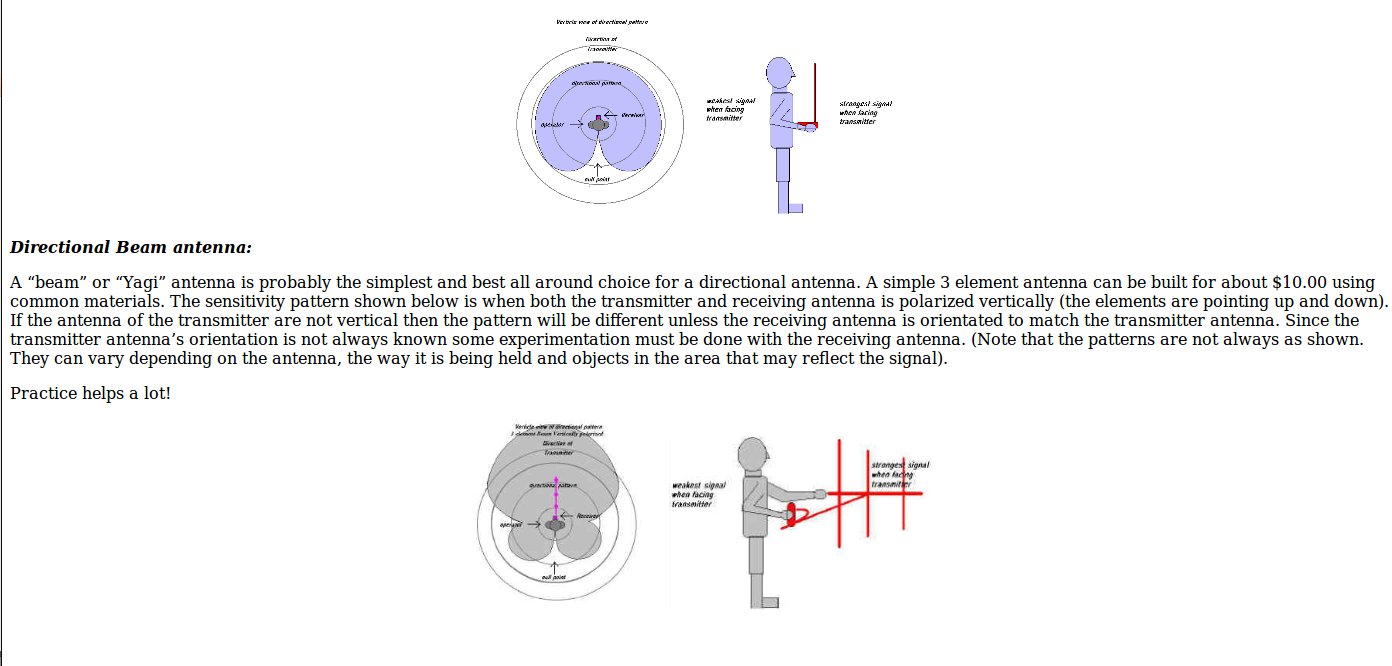 Verticle view of directional pattern
Direction of
Transmitter
directional pattern
Receiver
operator
null point
weakest signal
when facing
transmitter
strongest signal
when facing
transmitter
Directional Beam antenna:
A “beam” or “Yagi” antenna is probably the simplest and best all around choice for a directional antenna. A simple 3 element antenna can be built for about $10.00 using
common materials. The sensitivity pattern shown below is when both the transmitter and receiving antenna is polarized vertically (the elements are pointing up and down).
If the antenna of the transmitter are not vertical then the pattern will be different unless the receiving antenna is orientated to match the transmitter antenna. Since the
transmitter antenna’s orientation is not always known some experimentation must be done with the receiving antenna. (Note that the patterns are not always as shown.
They can vary depending on the antenna, the way it is being held and objects in the area that may reflect the signal).
Practice helps a lot!
Verticle view of directional pattern
3 element Beam Vertically polarized
Direction of
Transmitter
directional pattern
Receiver
operator
null point
weakest signal
when facing
transmitter
strongest signal
when facing
transmitter